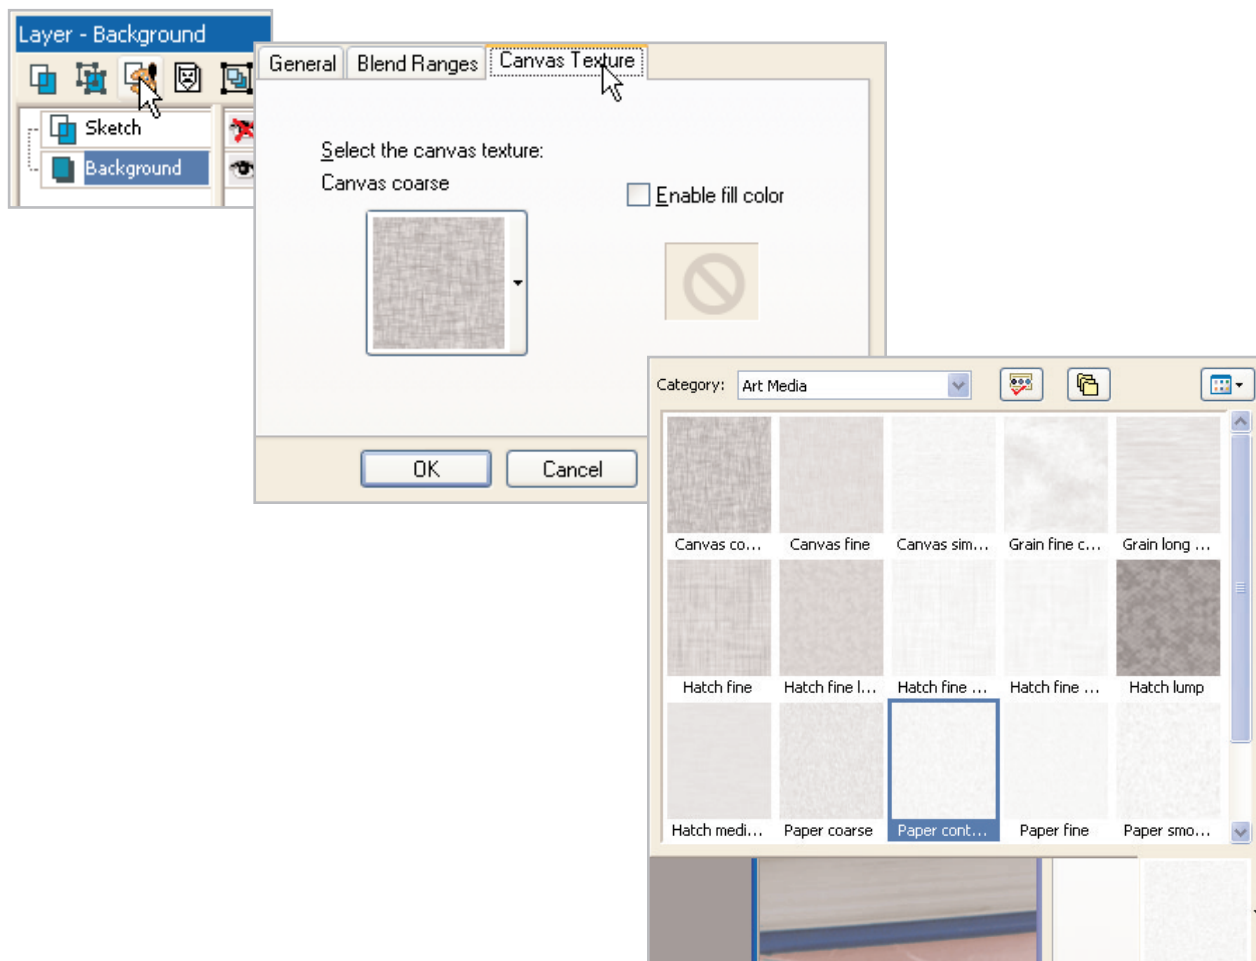 Layer - Background
Sketch
Background
General Blend Ranges Canvas Texture
Select the canvas texture:
Canvas coarse
Enable fill color
OK Cancel
Category: Art Media
Canvas co... Canvas fine Canvas sim... Grain fine c... Grain long ...
Hatch fine Hatch fine l... Hatch fine ... Hatch fine ... Hatch lump
Hatch medi... Paper coarse Paper cont... Paper fine Paper smo...